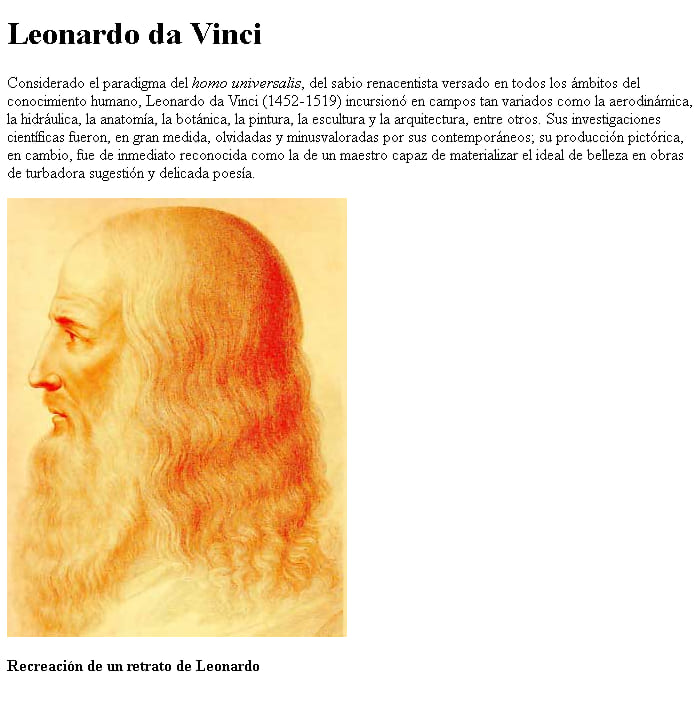 Leonardo da Vinci
Considerado el paradigma del homo universalis, del sabio renacentista versado en todos los ámbitos del
conocimiento humano, Leonardo da Vinci (1452-1519) incursionó en campos tan variados como la aerodinámica,
la hidráulica, la anatomía, la botánica, la pintura, la escultura y la arquitectura, entre otros. Sus investigaciones
científicas fueron, en gran medida, olvidadas y minusvaloradas por sus contemporáneos; su producción pictórica,
en cambio, fue de inmediato reconocida como la de un maestro capaz de materializar el ideal de belleza en obras
de turbadora sugestión y delicada poesía.
Recreación de un retrato de Leonardo